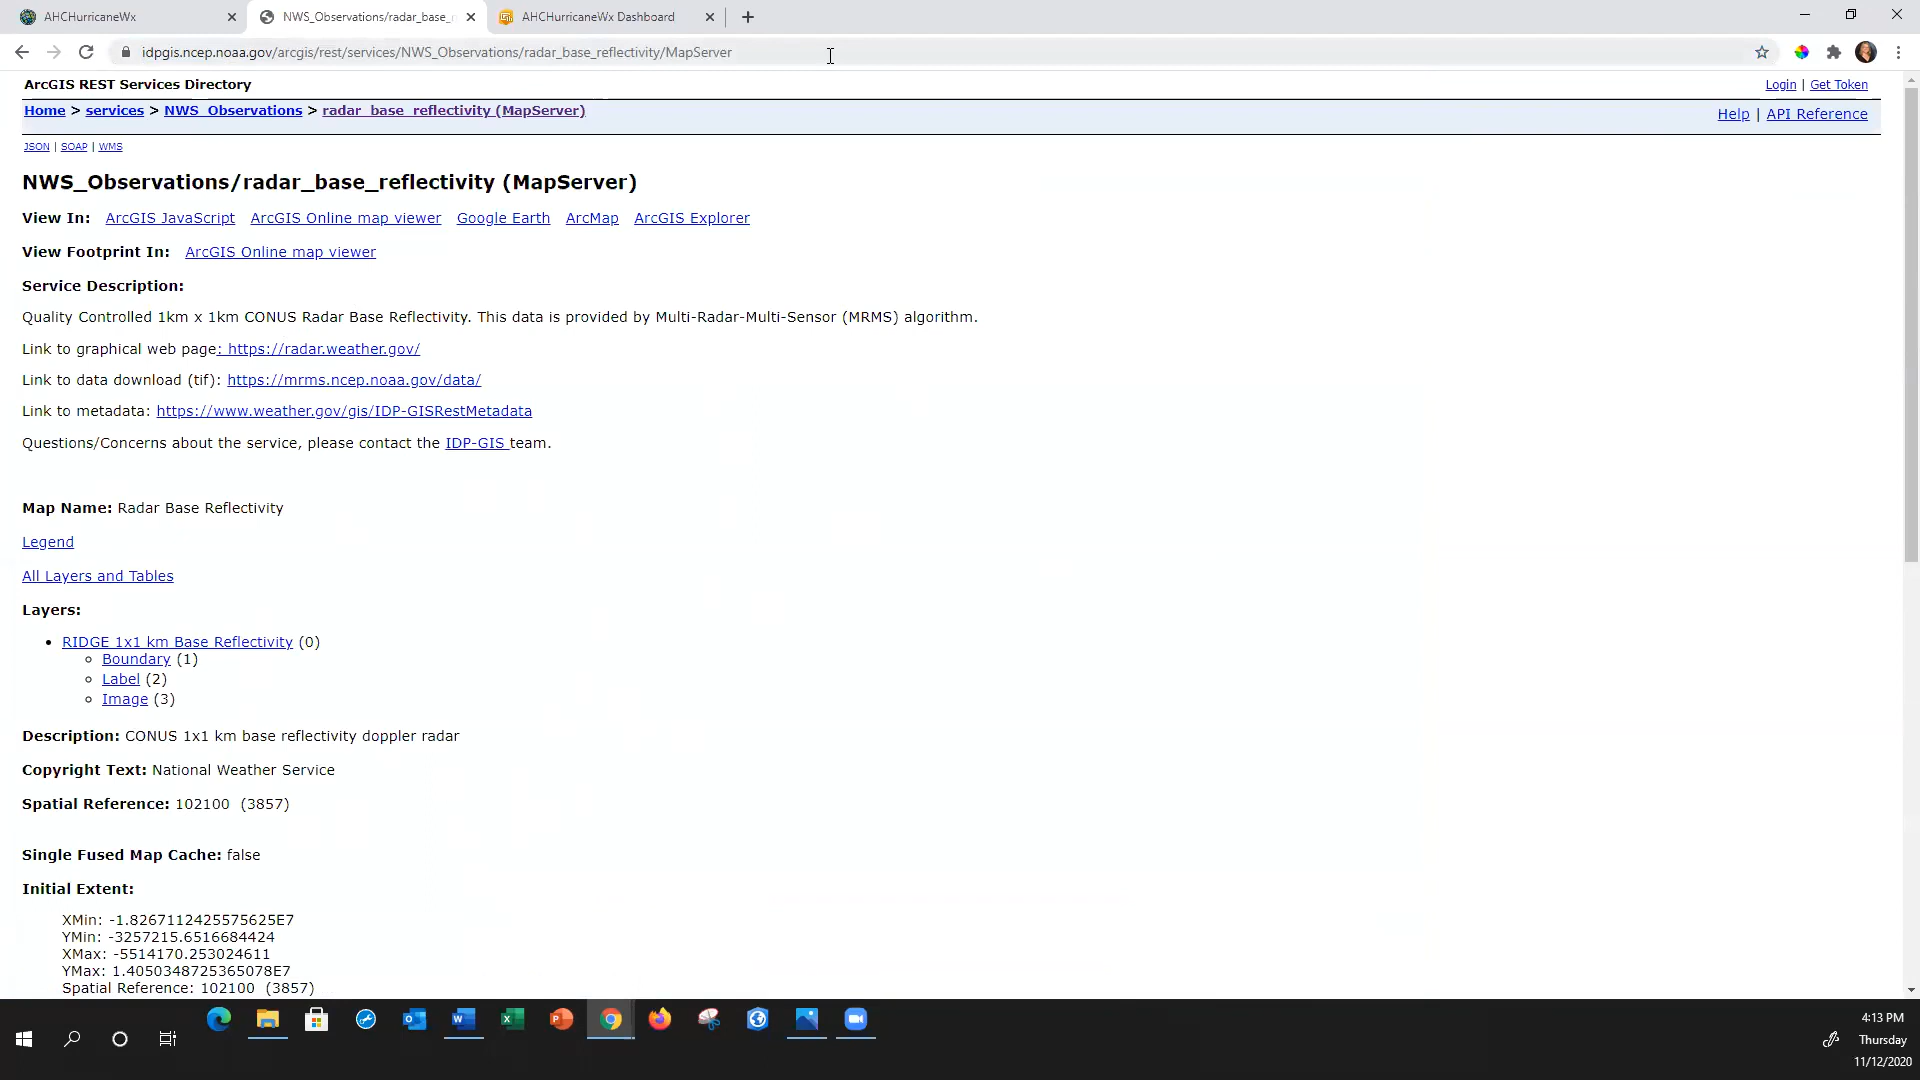 AHCHurricaneWx
NWS_Observations/radar_base_r
AHCHurricaneWx Dashboard
idpgis.ncep.noaa.gov/arcgis/rest/services/NWS_Observations/radar_base_reflectivity/MapServer
ArcGIS REST Services Directory
Login | Get Token
Home > services > NWS_Observations > radar_base_reflectivity (MapServer)
Help | API Reference
JSON | SOAP | WMS
NWS_Observations/radar_base_reflectivity (MapServer)
View In: ArcGIS JavaScript ArcGIS Online map viewer Google Earth ArcMap ArcGIS Explorer
View Footprint In: ArcGIS Online map viewer
Service Description:
Quality Controlled 1km x 1km CONUS Radar Base Reflectivity. This data is provided by Multi-Radar-Multi-Sensor (MRMS) algorithm.
Link to graphical web page: https://radar.weather.gov/
Link to data download (tif): https://mrms.ncep.noaa.gov/data/
Link to metadata: https://www.weather.gov/gis/IDP-GISRestMetadata
Questions/Concerns about the service, please contact the IDP-GIS team.
Map Name: Radar Base Reflectivity
Legend
All Layers and Tables
Layers:
RIDGE 1x1 km Base Reflectivity (0)
Boundary (1)
Label (2)
Image (3)
Description: CONUS 1x1 km base reflectivity doppler radar
Copyright Text: National Weather Service
Spatial Reference: 102100 (3857)
Single Fused Map Cache: false
Initial Extent:
XMin: -1.8267112425575625E7
YMin: -3257215.6516684424
XMax: -5514170.253024611
YMax: 1.4050348725365078E7
Spatial Reference: 102100 (3857)
4:13 PM
Thursday
11/12/2020